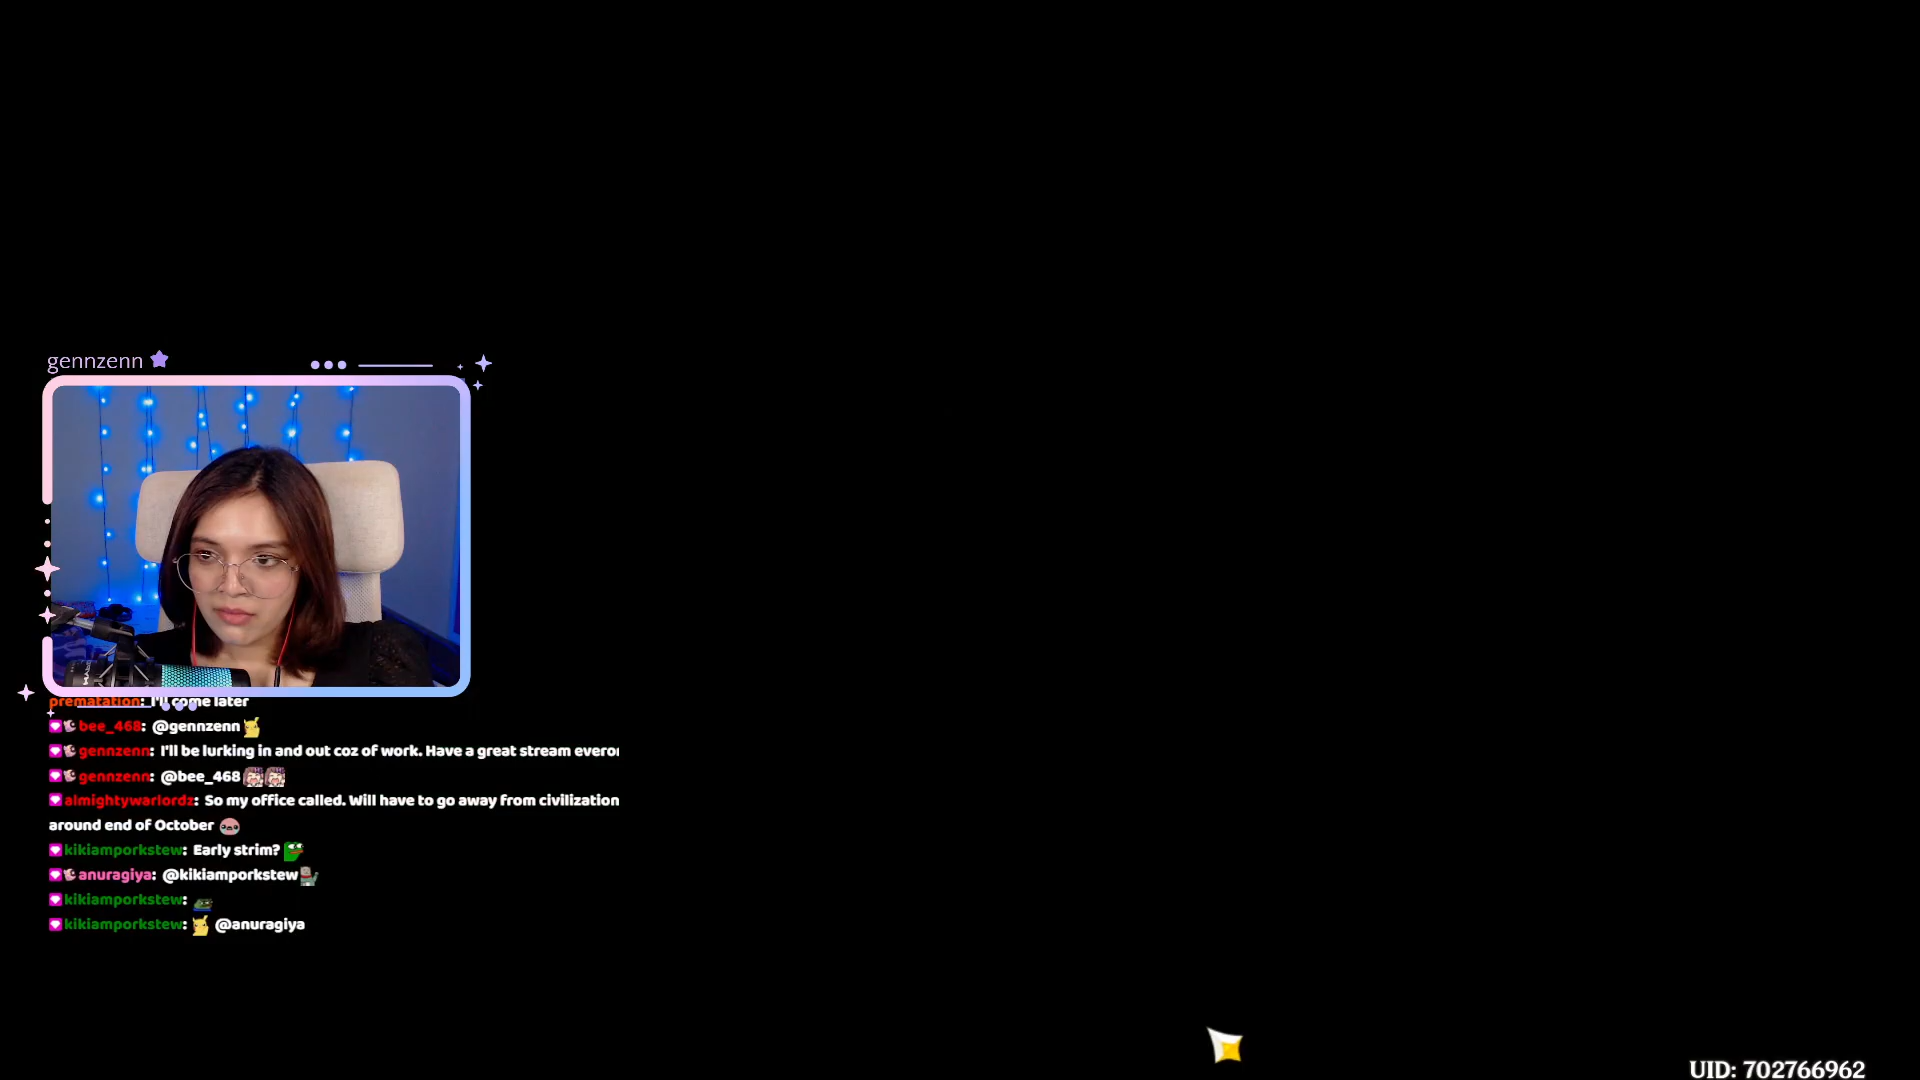 gennzenn
prematation: I'll come later
bee_468: @gennzenn
gennzenn: I'll be lurking in and out coz of work. Have a great stream everor
gennzenn: @bee_468
almightywarlordz: So my office called. Will have to go away from civilization
around end of October
kikiamporkstew: Early strim?
anuragiya: @kikiamporkstew
kikiamporkstew:
kikiamporkstew: @anuragiya
UID: 702766962